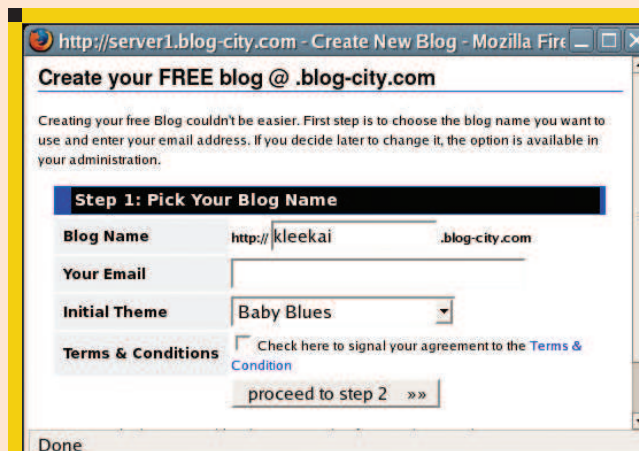 http://server1.blog-city.com - Create New Blog - Mozilla Fire
Create your FREE blog @ .blog-city.com
Creating your free Blog couldn't be easier. First step is to choose the blog name you want to
use and enter your email address. If you decide later to change it, the option is available in
your administration.
Step 1: Pick Your Blog Name
Blog Name http:// kleekai .blog-city.com
Your Email
Initial Theme Baby Blues
Terms & Conditions Check here to signal your agreement to the Terms &
Condition
proceed to step 2 »»
Done